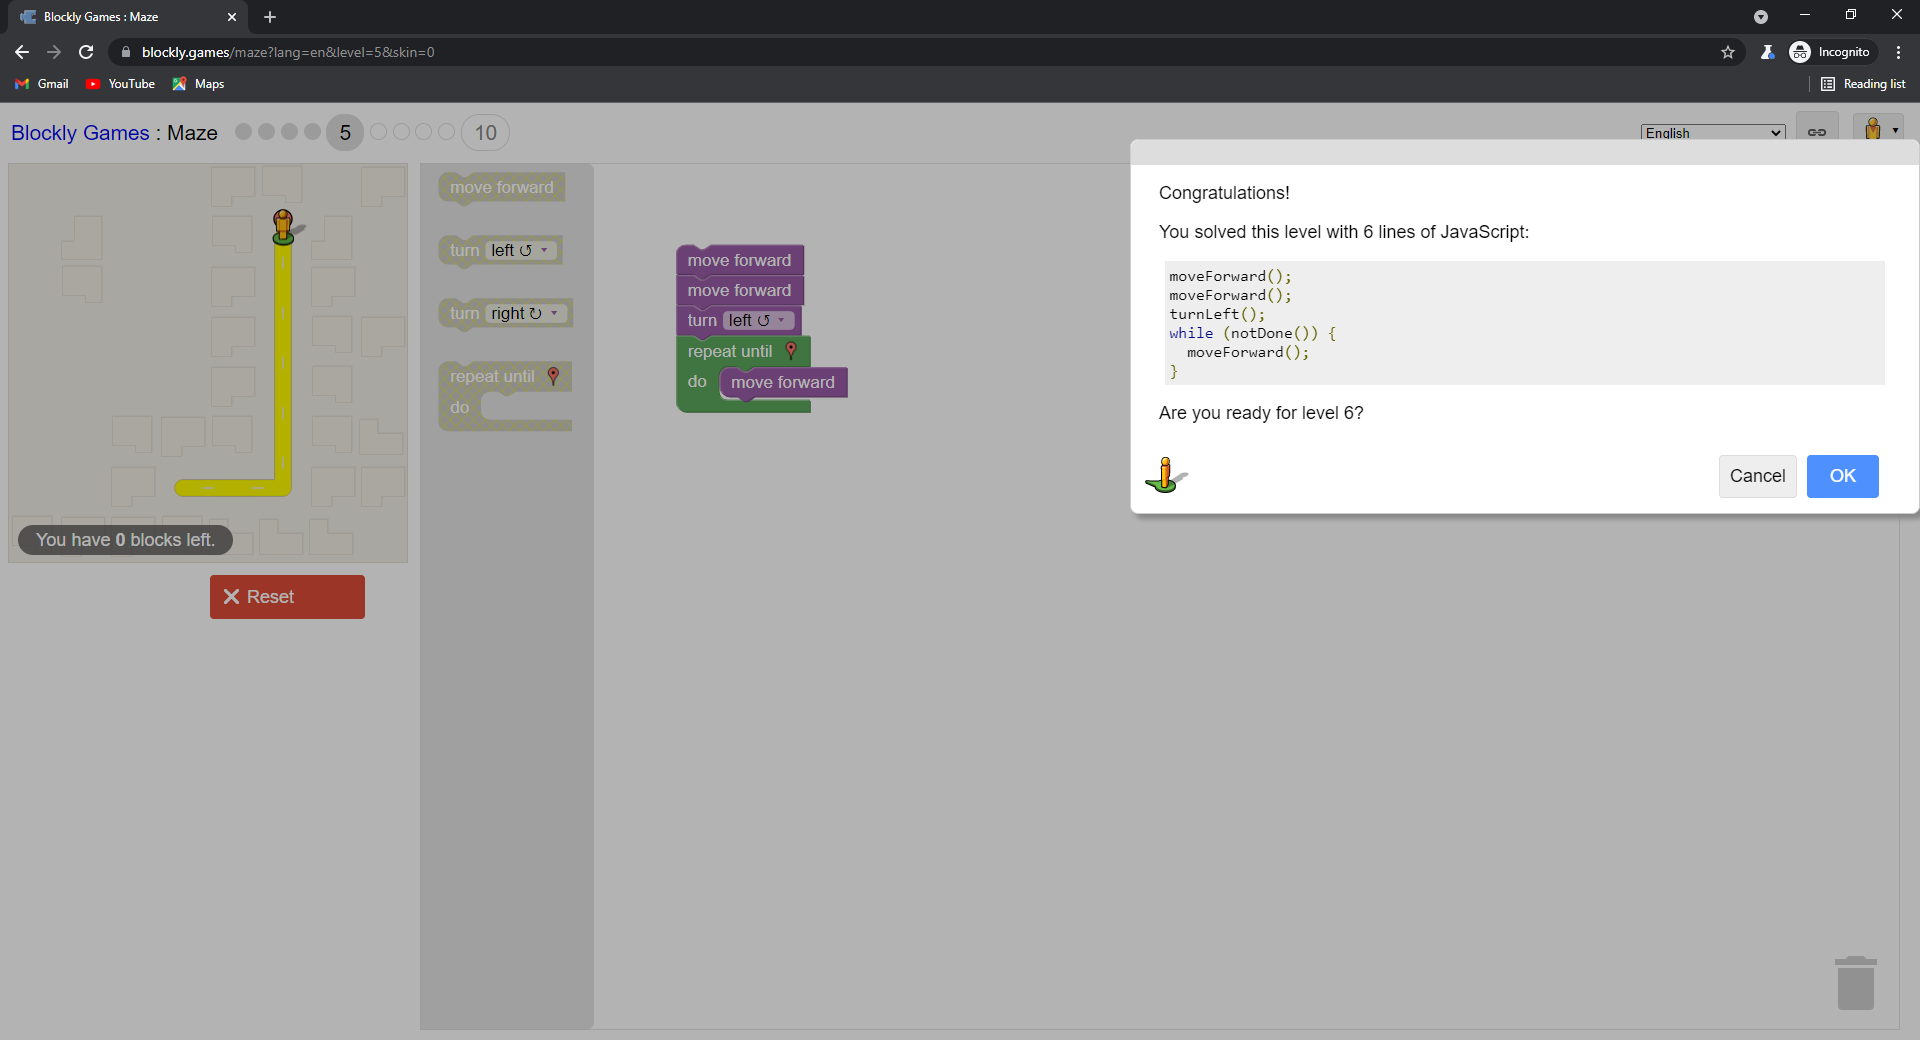 Blockly Games : Maze
blockly.games/maze?lang=en&level=5&skin=0
Incognito
Gmail
YouTube
Maps
Reading list
Blockly Games : Maze
5
10
English
You have 0 blocks left.
Reset
move forward
turn left
turn right
repeat until
do
move forward
move forward
turn left
repeat until
do move forward
Congratulations!
You solved this level with 6 lines of JavaScript:
moveForward();
moveForward();
turnLeft();
while (notDone()) {
  moveForward();
}
Are you ready for level 6?
Cancel
OK